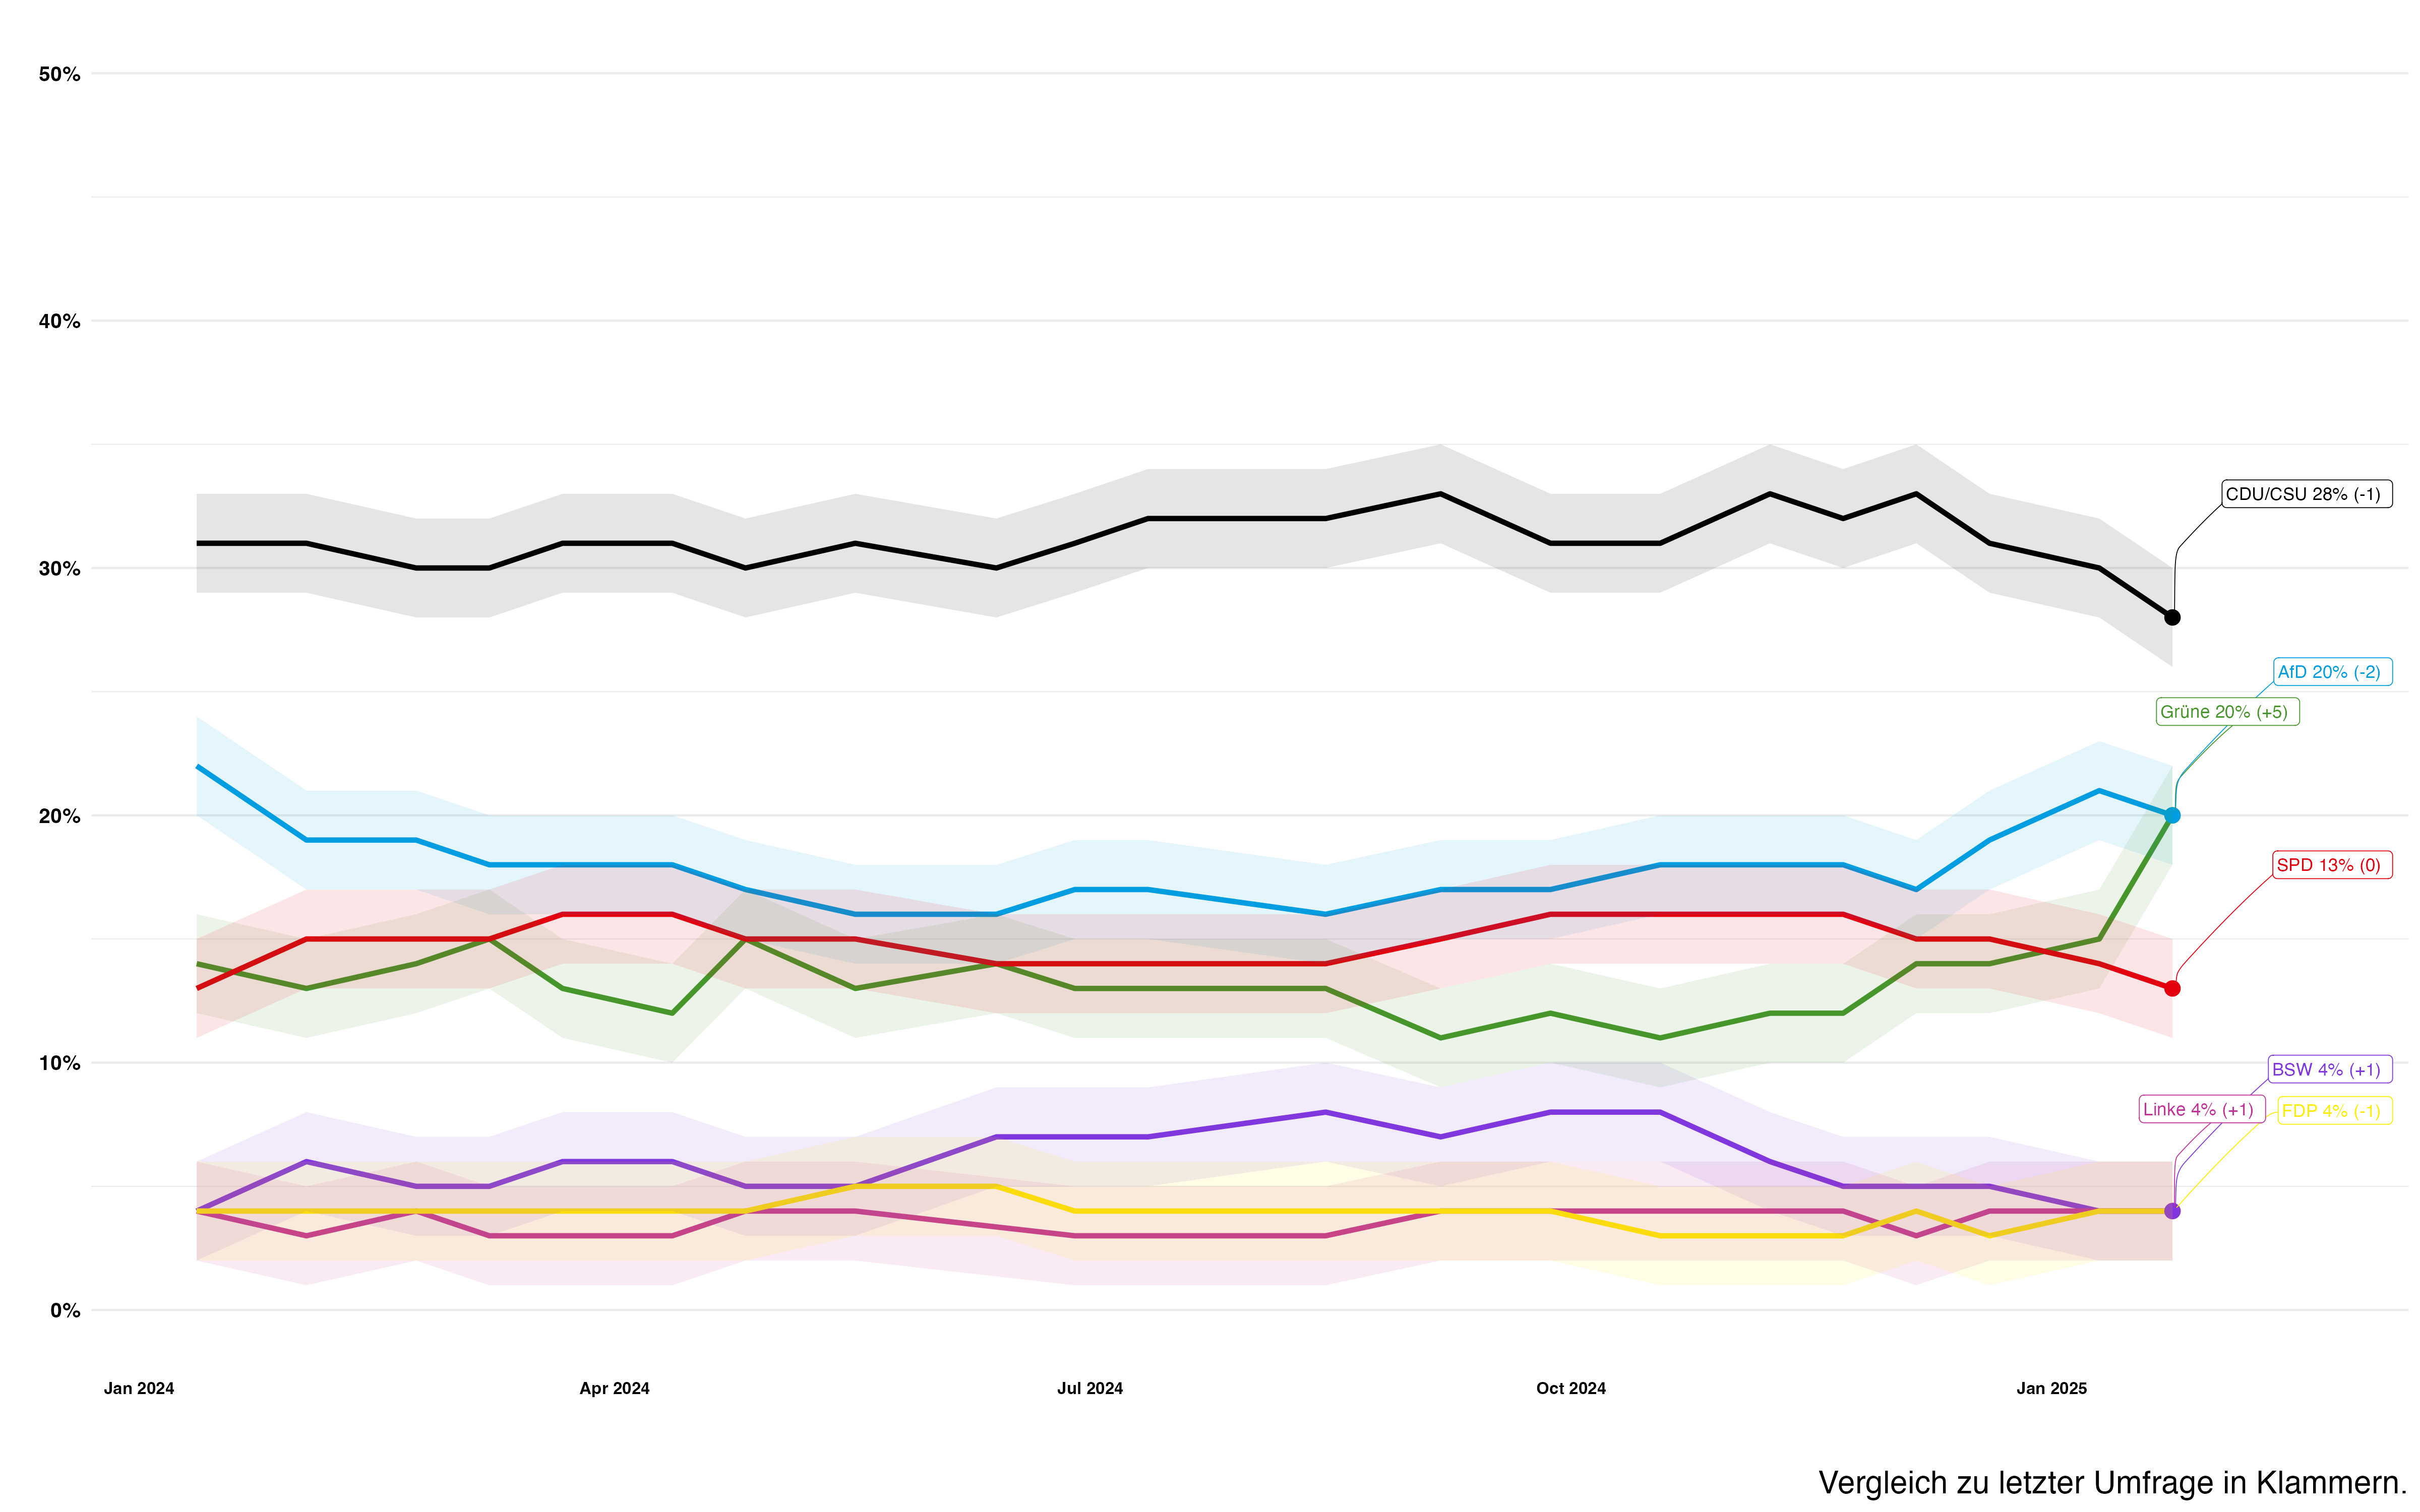 50%
40%
30%
20%
10%
0%
CDU/CSU 28% (-1)
AfD 20% (-2)
Grüne 20% (+5)
SPD 13% (0)
BSW 4% (+1)
Linke 4% (+1)
FDP 4% (-1)
Jan 2024
Apr 2024
Jul 2024
Oct 2024
Jan 2025
Vergleich zu letzter Umfrage in Klammern.